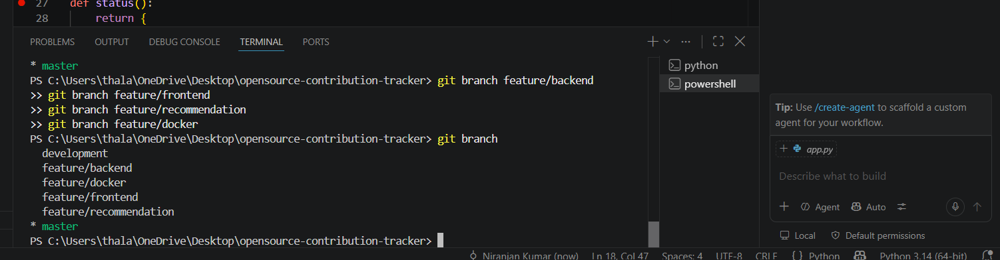 27 def status():
28 return {
PROBLEMS OUTPUT DEBUG CONSOLE TERMINAL PORTS
* master
PS C:\Users\thala\OneDrive\Desktop\opensource-contribution-tracker> git branch feature/backend
>> git branch feature/frontend
>> git branch feature/recommendation
>> git branch feature/docker
PS C:\Users\thala\OneDrive\Desktop\opensource-contribution-tracker> git branch
development
feature/backend
feature/docker
feature/frontend
feature/recommendation
* master
PS C:\Users\thala\OneDrive\Desktop\opensource-contribution-tracker>
python
powershell
Tip: Use /create-agent to scaffold a custom
agent for your workflow.
app.py
Describe what to build
Agent Auto
Local Default permissions
Niranjan Kumar (now) Ln 18, Col 47 Spaces: 4 UTF-8 CRLF { } Python Python 3.14 (64-bit)